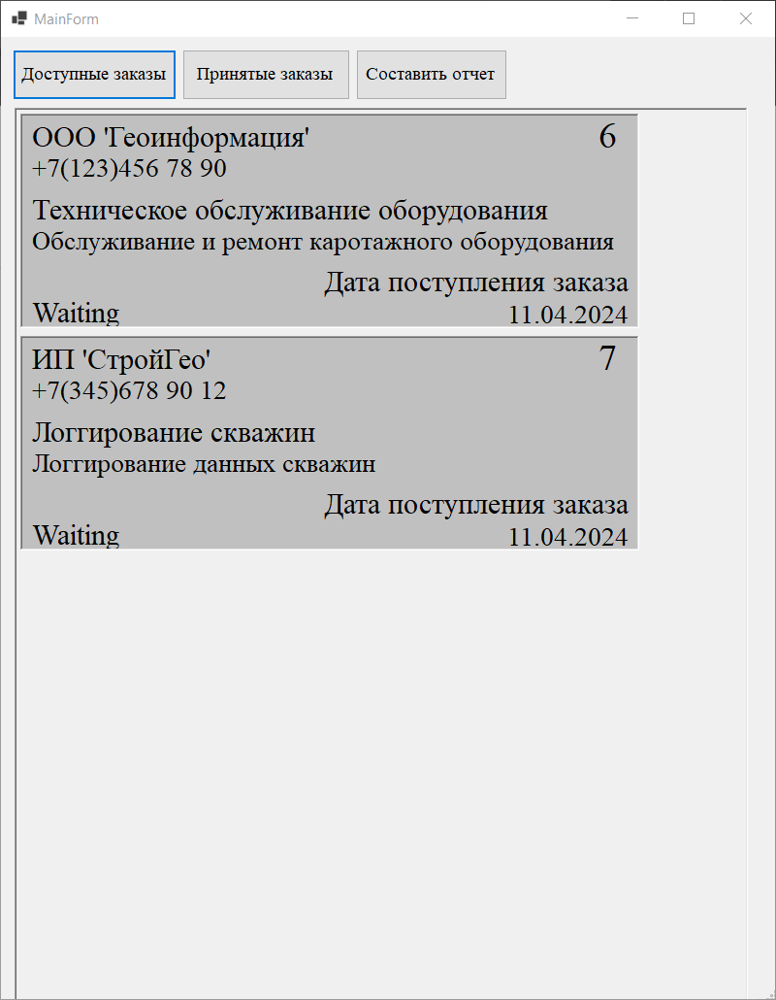 MainForm
Доступные заказы Принятые заказы Составить отчет
ООО 'Геоинформация' 6
+7(123)456 78 90
Техническое обслуживание оборудования
Обслуживание и ремонт каротажного оборудования
Дата поступления заказа
Waiting 11.04.2024
ИП 'СтройГео' 7
+7(345)678 90 12
Логгирование скважин
Логгирование данных скважин
Дата поступления заказа
Waiting 11.04.2024